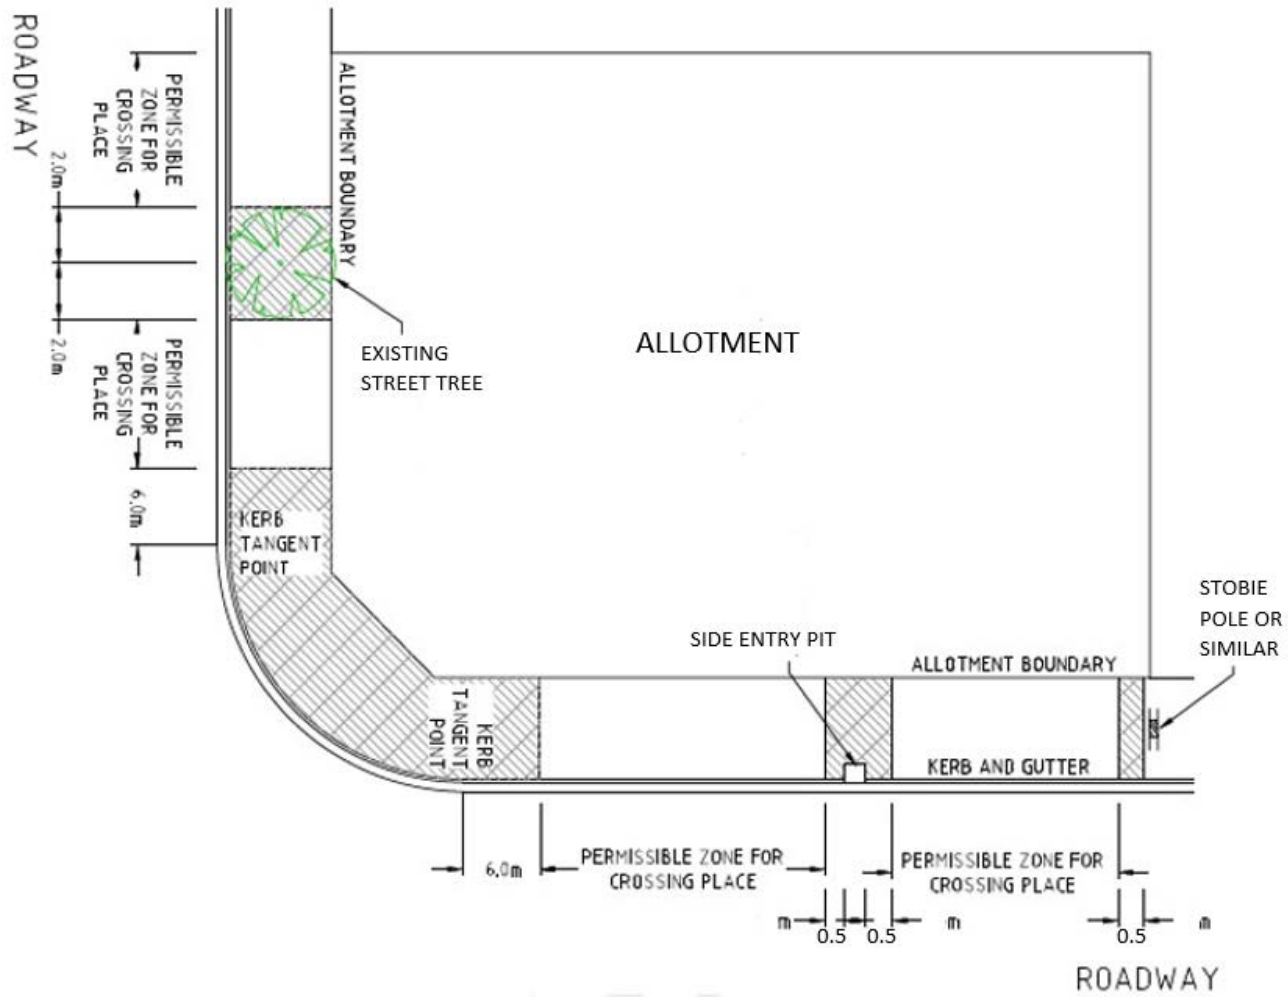 ROADWAY
PERMISSIBLE
ZONE FOR
CROSSING
PLACE
2.0m
2.0m
ALLOTMENT BOUNDARY
EXISTING
STREET TREE
ALLOTMENT
PERMISSIBLE
ZONE FOR
CROSSING
PLACE
6.0m
KERB
TANGENT
POINT
KERB
TANGENT
POINT
SIDE ENTRY PIT
ALLOTMENT BOUNDARY
STOBIE
POLE OR
SIMILAR
KERB AND GUTTER
6.0m
PERMISSIBLE ZONE FOR
CROSSING PLACE
PERMISSIBLE ZONE FOR
CROSSING PLACE
m
0.5
0.5
m
0.5
m
ROADWAY